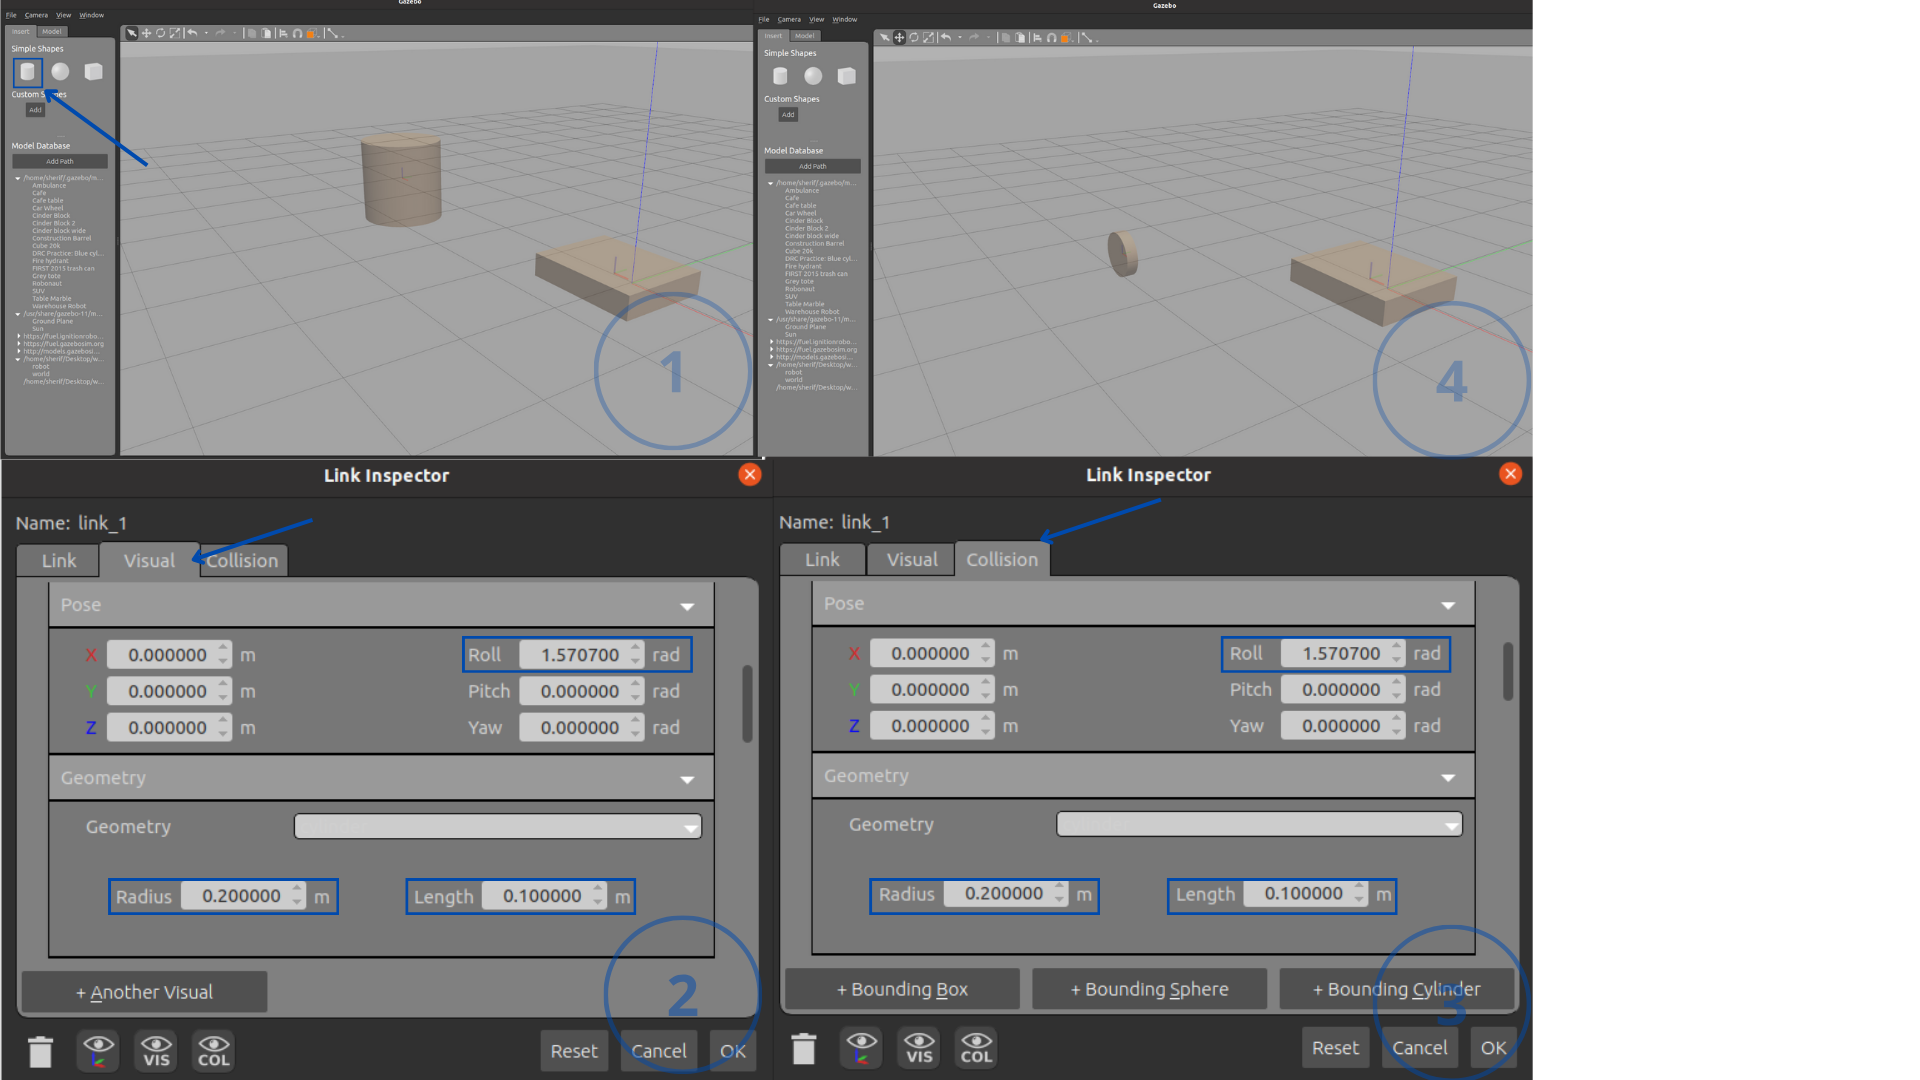 Gazebo
File Camera View Window
Insert Model
Simple Shapes
Custom Shapes
Add
Model Database
Add Path
/home/sherif/.gazebo/m...
Ambulance
Cafe
Cafe table
Car Wheel
Cinder Block
Cinder Block 2
Cinder block wide
Construction Barrel
Cube 20k
DRC Practice: Blue cyl...
Fire hydrant
FIRST 2015 trash can
Grey tote
Robonaut
SUV
Table Marble
Warehouse Robot
/usr/share/gazebo-11/m...
Ground Plane
Sun
https://fuel.ignitionrobo...
https://fuel.gazebosim.org
http://models.gazebosi...
/home/sherif/Desktop/w...
robot
world
/home/sherif/Desktop/w...
1
Gazebo
File Camera View Window
Insert Model
Simple Shapes
Custom Shapes
Add
Model Database
Add Path
/home/sherif/.gazebo/m...
Ambulance
Cafe
Cafe table
Car Wheel
Cinder Block
Cinder Block 2
Cinder block wide
Construction Barrel
Cube 20k
DRC Practice: Blue cyl...
Fire hydrant
FIRST 2015 trash can
Grey tote
Robonaut
SUV
Table Marble
Warehouse Robot
/usr/share/gazebo-11/m...
Ground Plane
Sun
https://fuel.ignitionrobo...
https://fuel.gazebosim.org
http://models.gazebosi...
/home/sherif/Desktop/w...
robot
world
/home/sherif/Desktop/w...
4
Link Inspector
Name: link_1
Link Visual Collision
Pose
X 0.000000 m Roll 1.570700 rad
Y 0.000000 m Pitch 0.000000 rad
Z 0.000000 m Yaw 0.000000 rad
Geometry
Geometry
Radius 0.200000 m Length 0.100000 m
+ Another Visual
2
VIS COL Reset Cancel OK
Link Inspector
Name: link_1
Link Visual Collision
Pose
X 0.000000 m Roll 1.570700 rad
Y 0.000000 m Pitch 0.000000 rad
Z 0.000000 m Yaw 0.000000 rad
Geometry
Geometry
Radius 0.200000 m Length 0.100000 m
+ Bounding Box + Bounding Sphere + Bounding Cylinder
3
VIS COL Reset Cancel OK